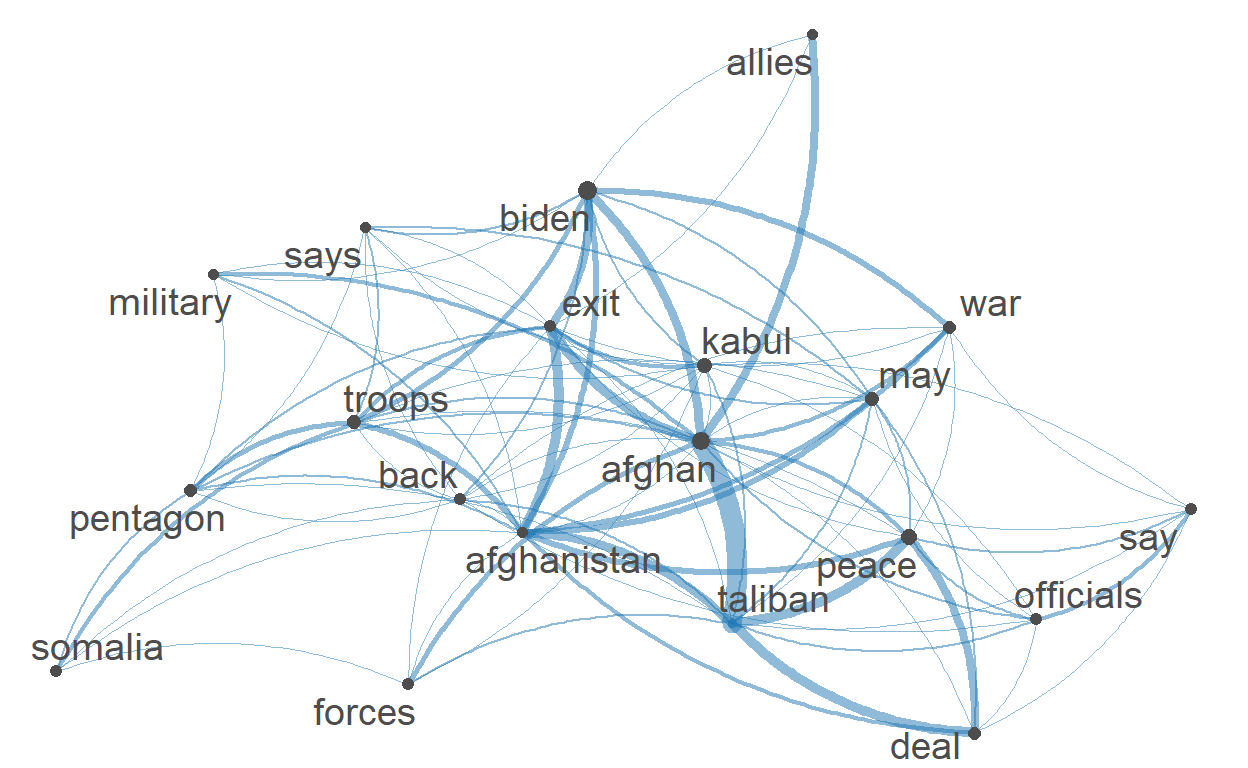 allies
biden
says
military
exit
war
kabul
may
troops
back
afghan
pentagon
afghanistan
say
peace
taliban
officials
somalia
forces
deal